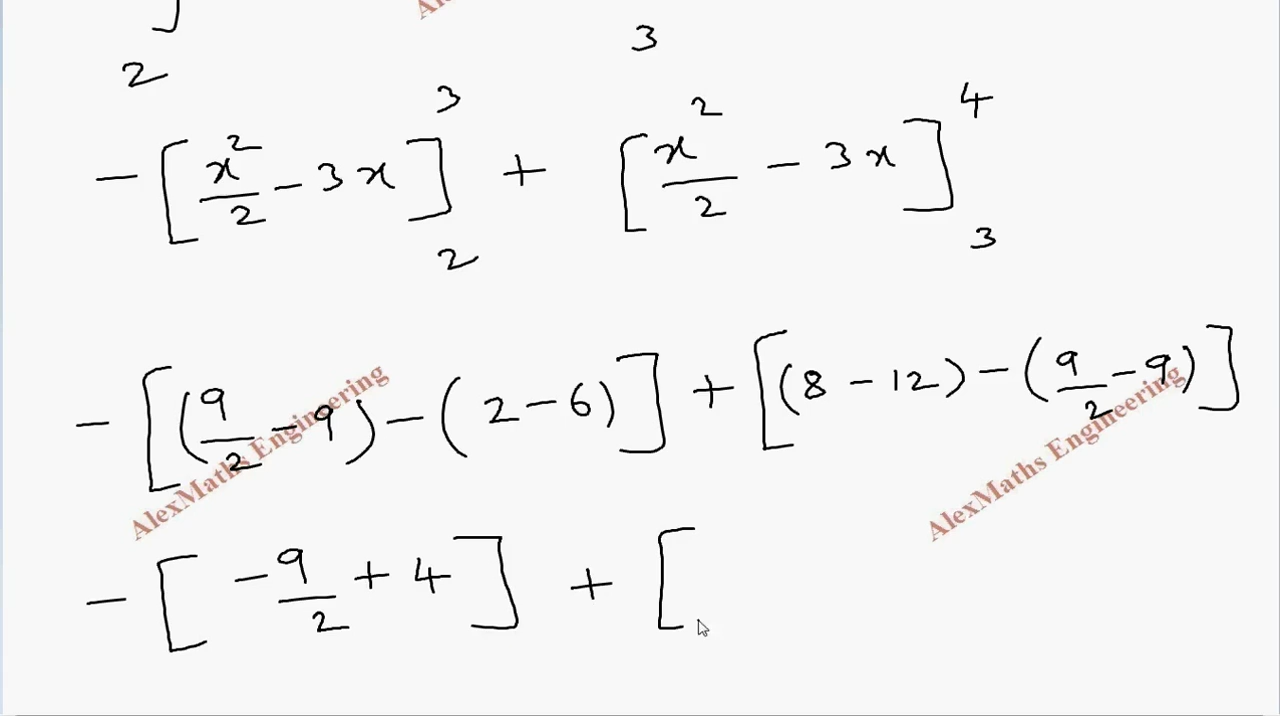 ∫
2 3
- [x²/2 - 3x]₂³ + [x²/2 - 3x]₃⁴
- [(9/2 - 9) - (2 - 6)] + [(8 - 12) - (9/2 - 9)]
AlexMaths Engineering AlexMaths Engineering
- [-9/2 + 4] + [